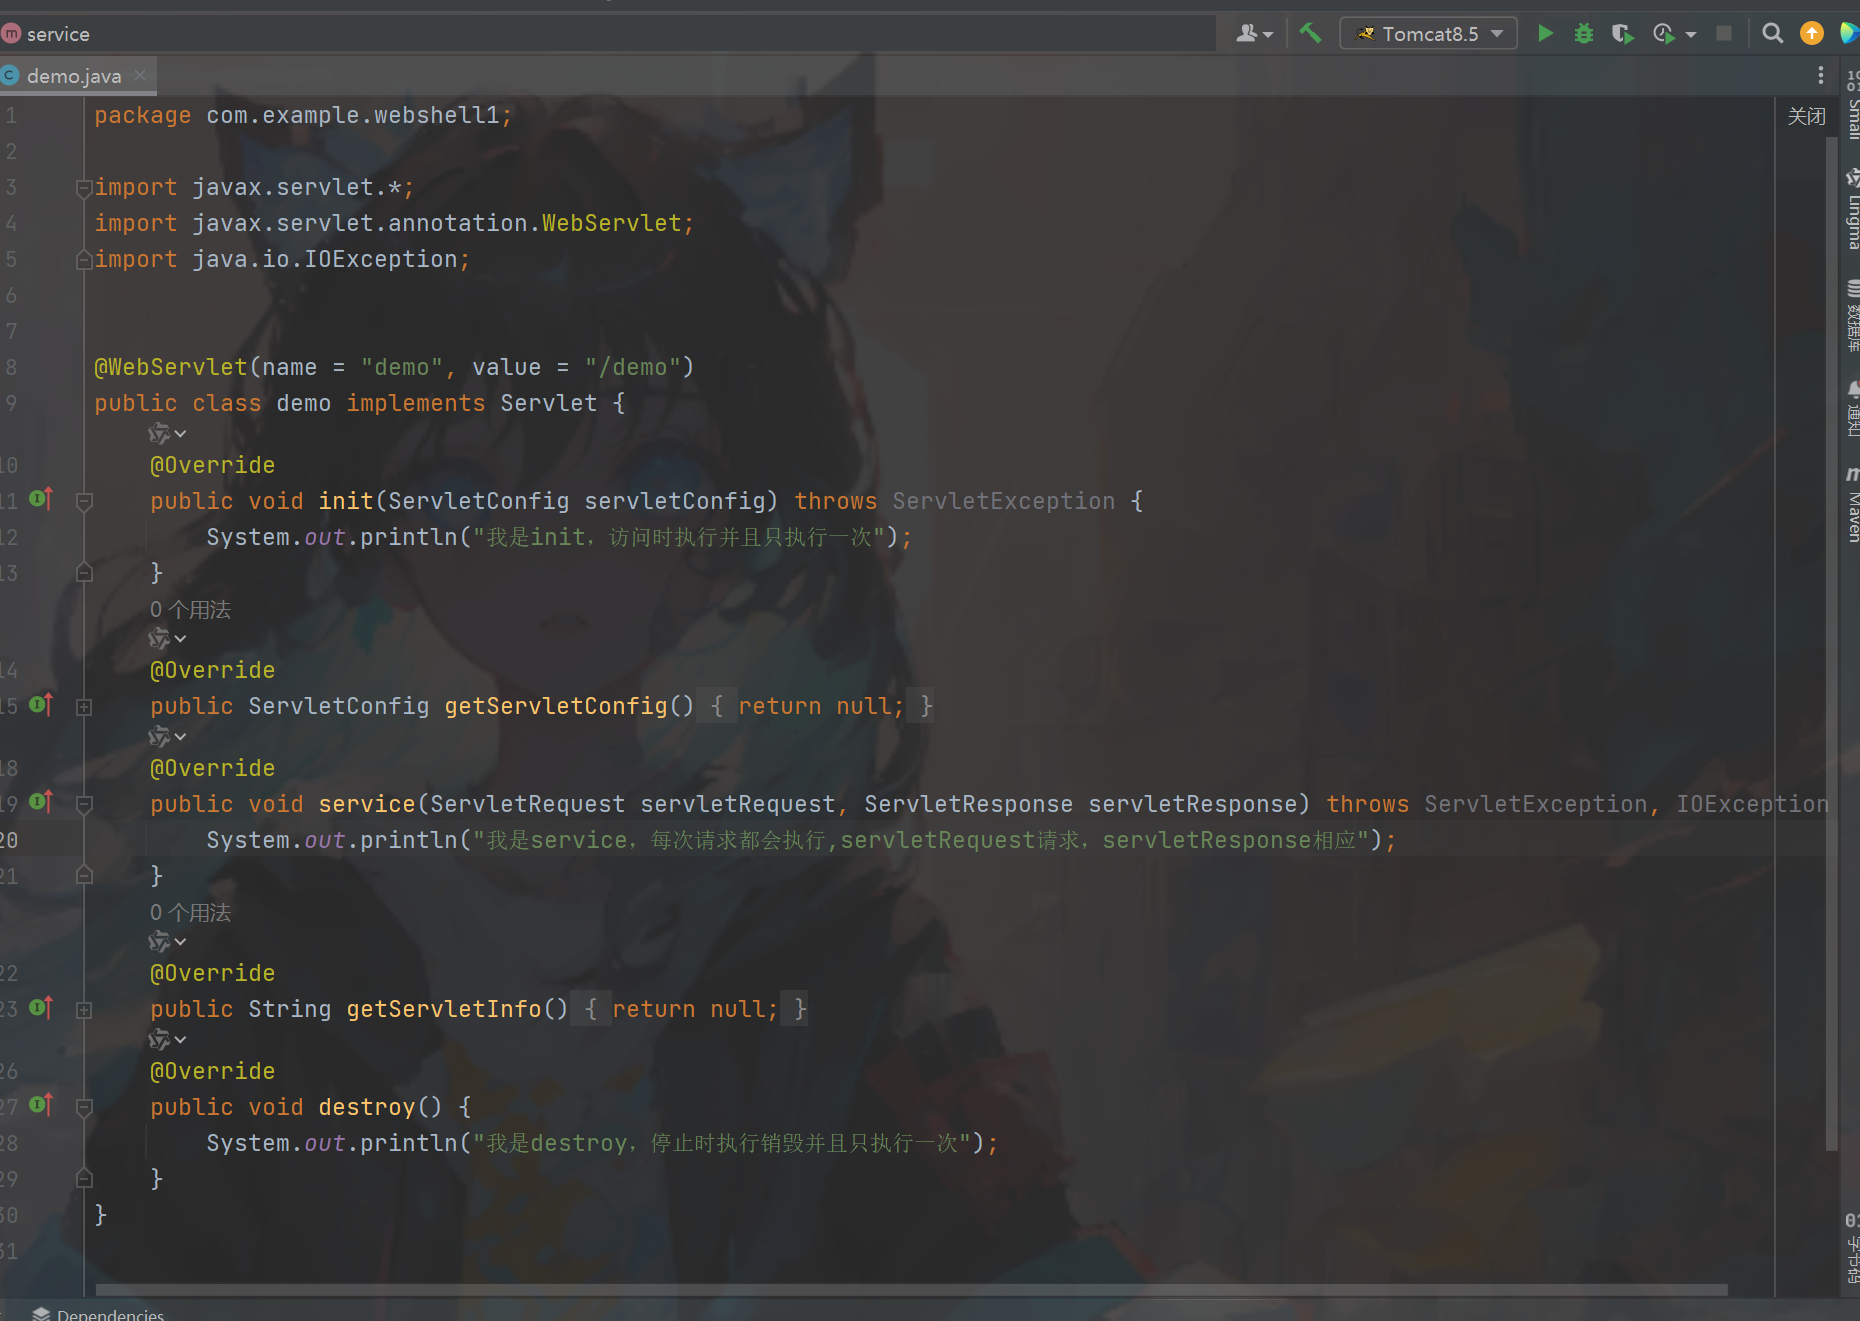 service
Tomcat8.5
demo.java
关闭
1 package com.example.webshell1;
2
3 import javax.servlet.*;
4 import javax.servlet.annotation.WebServlet;
5 import java.io.IOException;
6
7
8 @WebServlet(name = "demo", value = "/demo")
9 public class demo implements Servlet {
10 @Override
11 public void init(ServletConfig servletConfig) throws ServletException {
12 System.out.println("我是init，访问时执行并且只执行一次");
13 }
0 个用法
14 @Override
15 public ServletConfig getServletConfig() { return null; }
18 @Override
19 public void service(ServletRequest servletRequest, ServletResponse servletResponse) throws ServletException, IOException
20 System.out.println("我是service，每次请求都会执行,servletRequest请求，servletResponse相应");
21 }
0 个用法
22 @Override
23 public String getServletInfo() { return null; }
26 @Override
27 public void destroy() {
28 System.out.println("我是destroy，停止时执行销毁并且只执行一次");
29 }
30 }
31
Smali
Lingma
数据库
通知
Maven
字节码
Dependencies